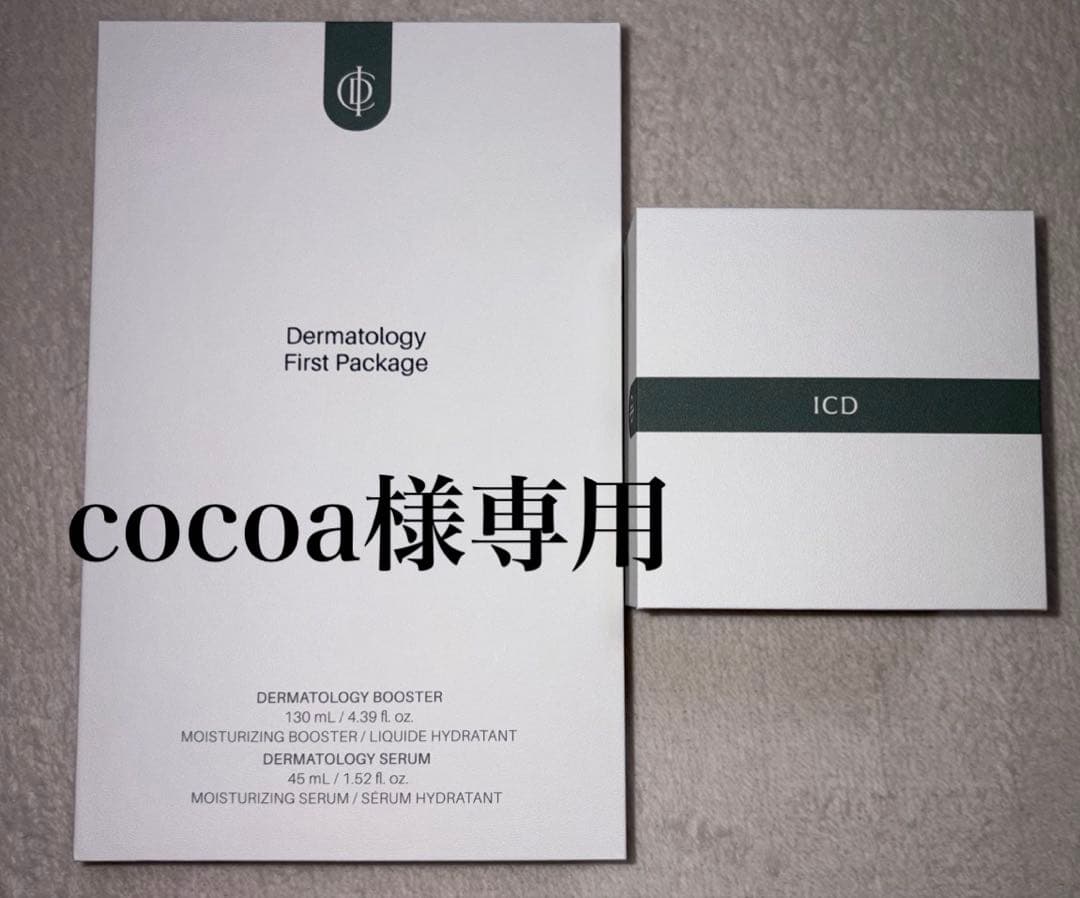 Dermatology
First Package
ICD
cocoa様専用
DERMATOLOGY BOOSTER
130 mL / 4.39 fl. oz.
MOISTURIZING BOOSTER / LIQUIDE HYDRATANT
DERMATOLOGY SERUM
45 mL / 1.52 fl. oz.
MOISTURIZING SERUM / SÉRUM HYDRATANT